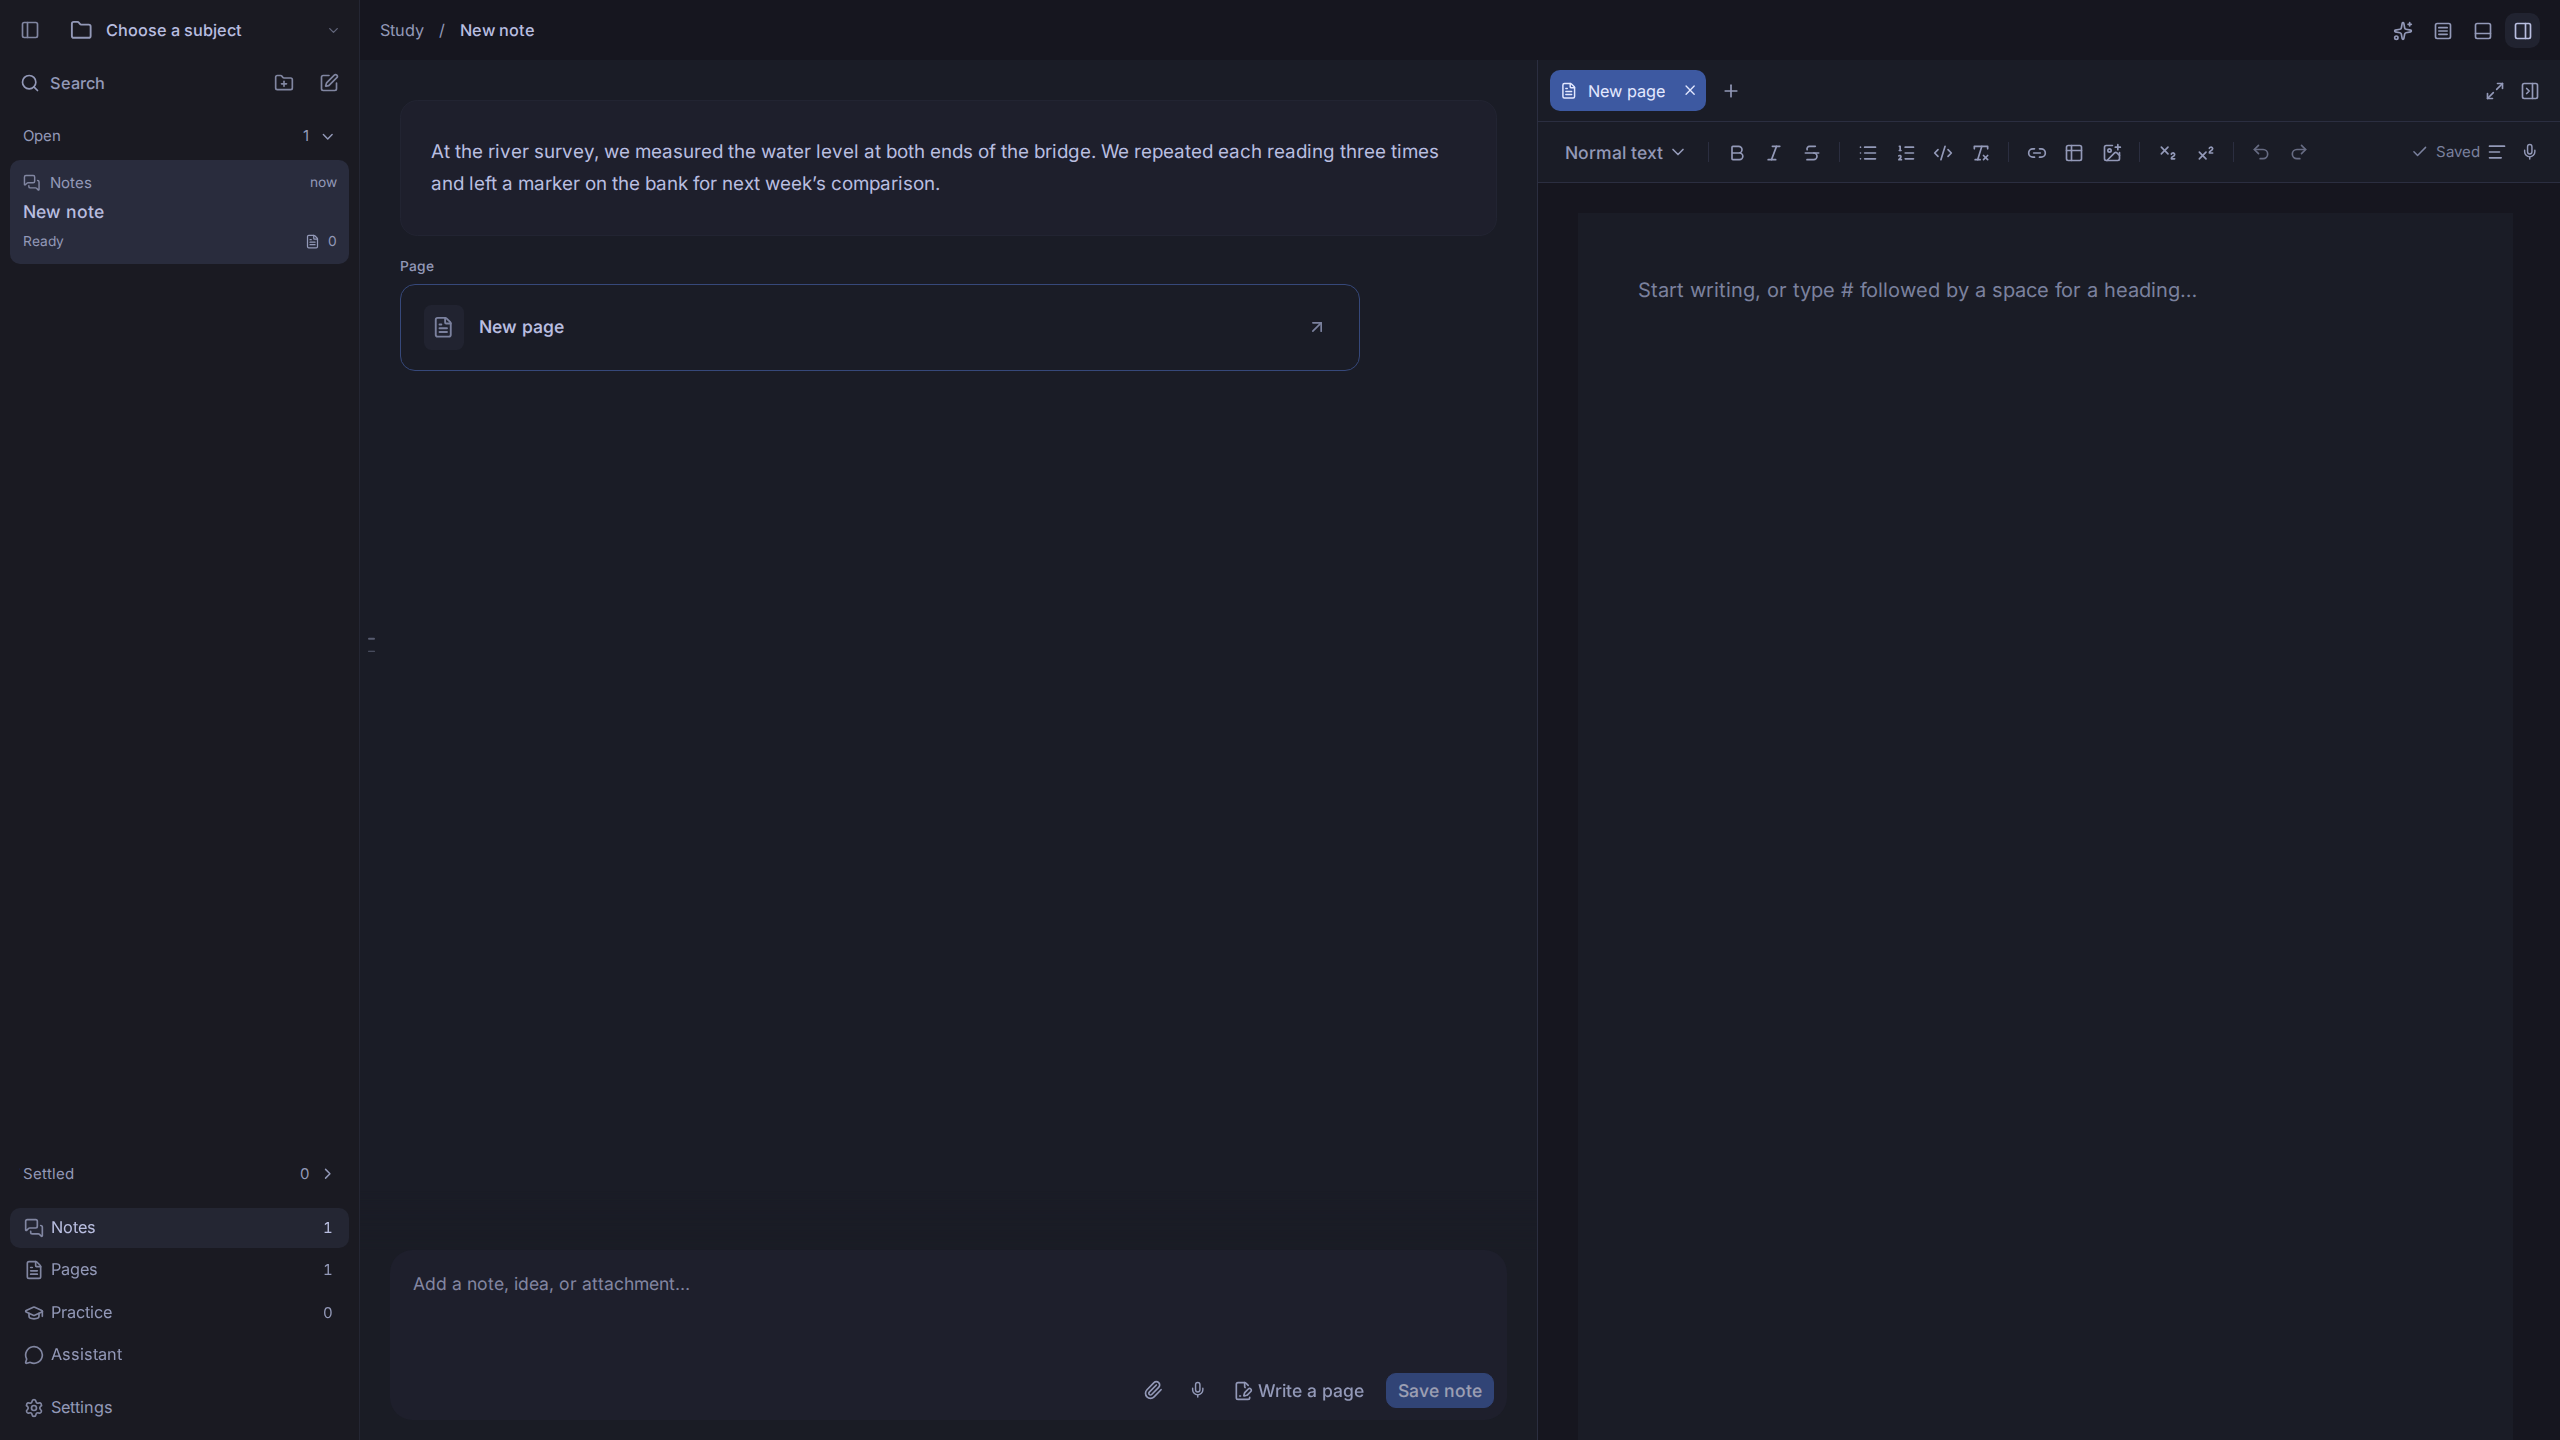 Choose a subject
Search
Open 1
Notes now
New note
Ready 0
Settled 0
Notes 1
Pages 1
Practice 0
Assistant
Settings
Study / New note
At the river survey, we measured the water level at both ends of the bridge. We repeated each reading three times
and left a marker on the bank for next week’s comparison.
Page
New page
Add a note, idea, or attachment...
Write a page Save note
New page
Normal text Saved
Start writing, or type # followed by a space for a heading...